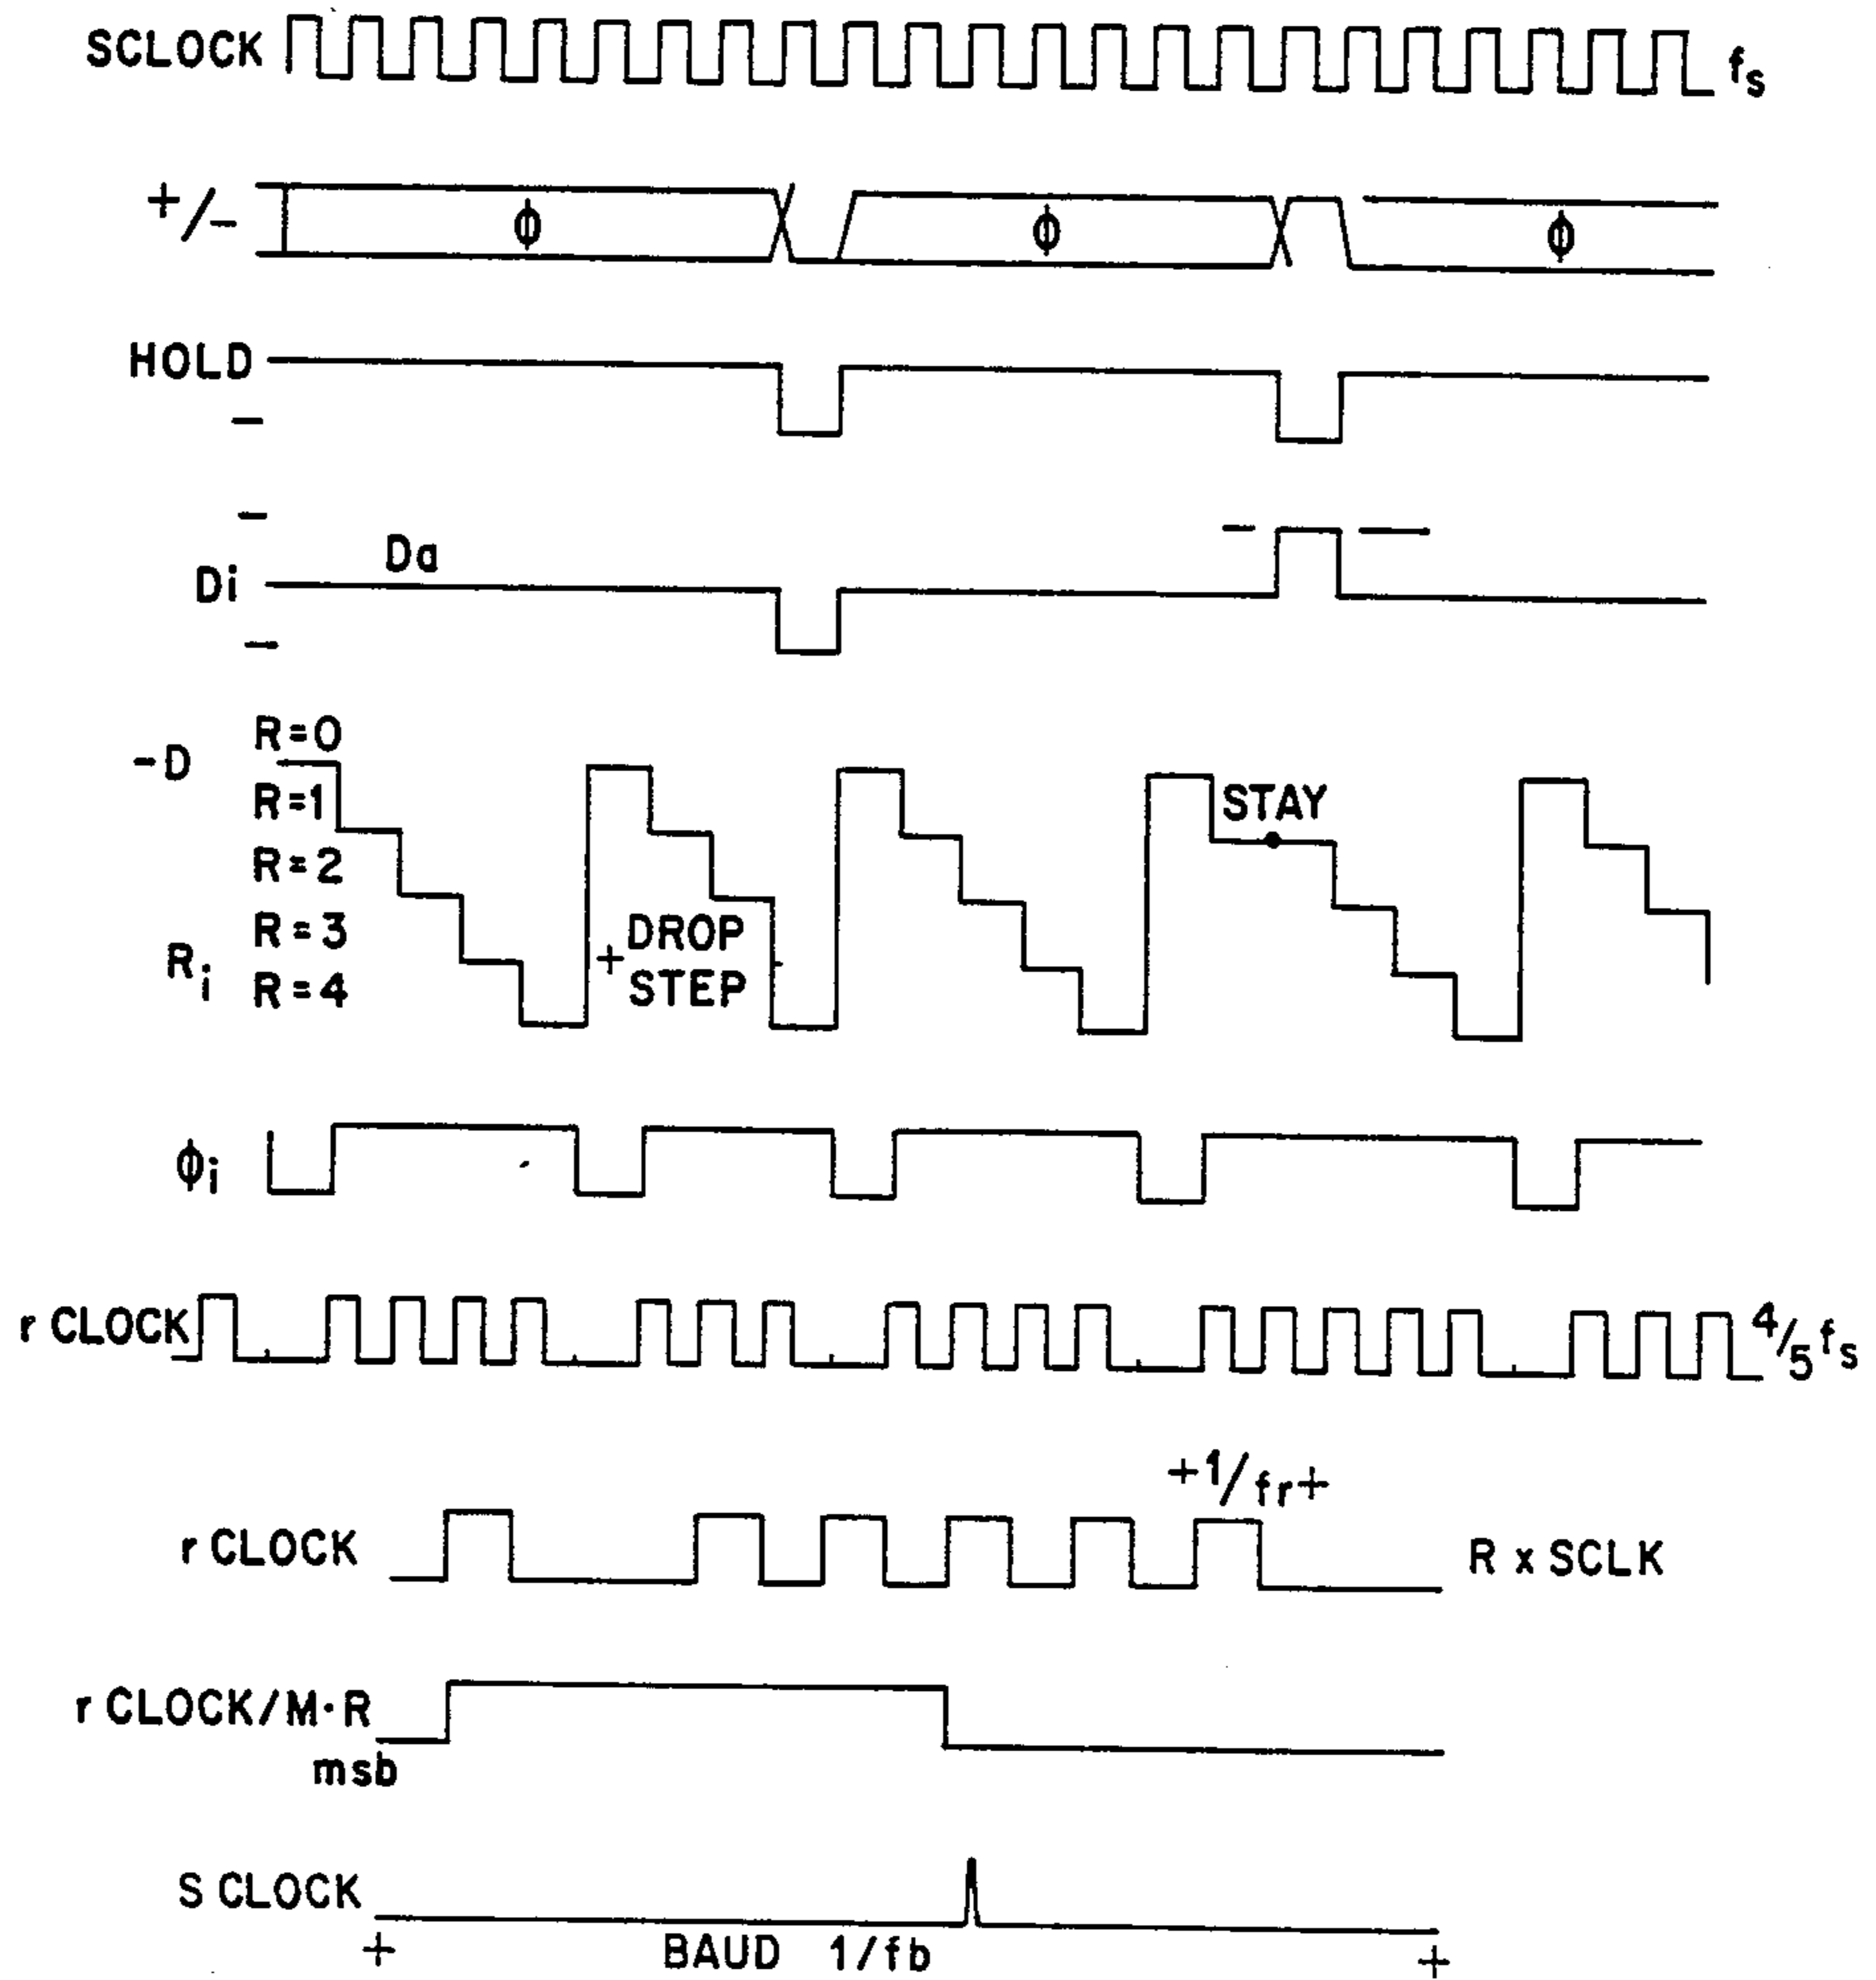 SCLOCK fs
+/- ϕ ϕ ϕ
HOLD
Di Da
-D R=0
R=1 STAY
R=2
Ri R=3 + DROP
R=4 STEP
ϕi
r CLOCK 4/5 fs
+1/fr+
r CLOCK R x SCLK
r CLOCK/M·R
msb
S CLOCK
+ BAUD 1/fb +